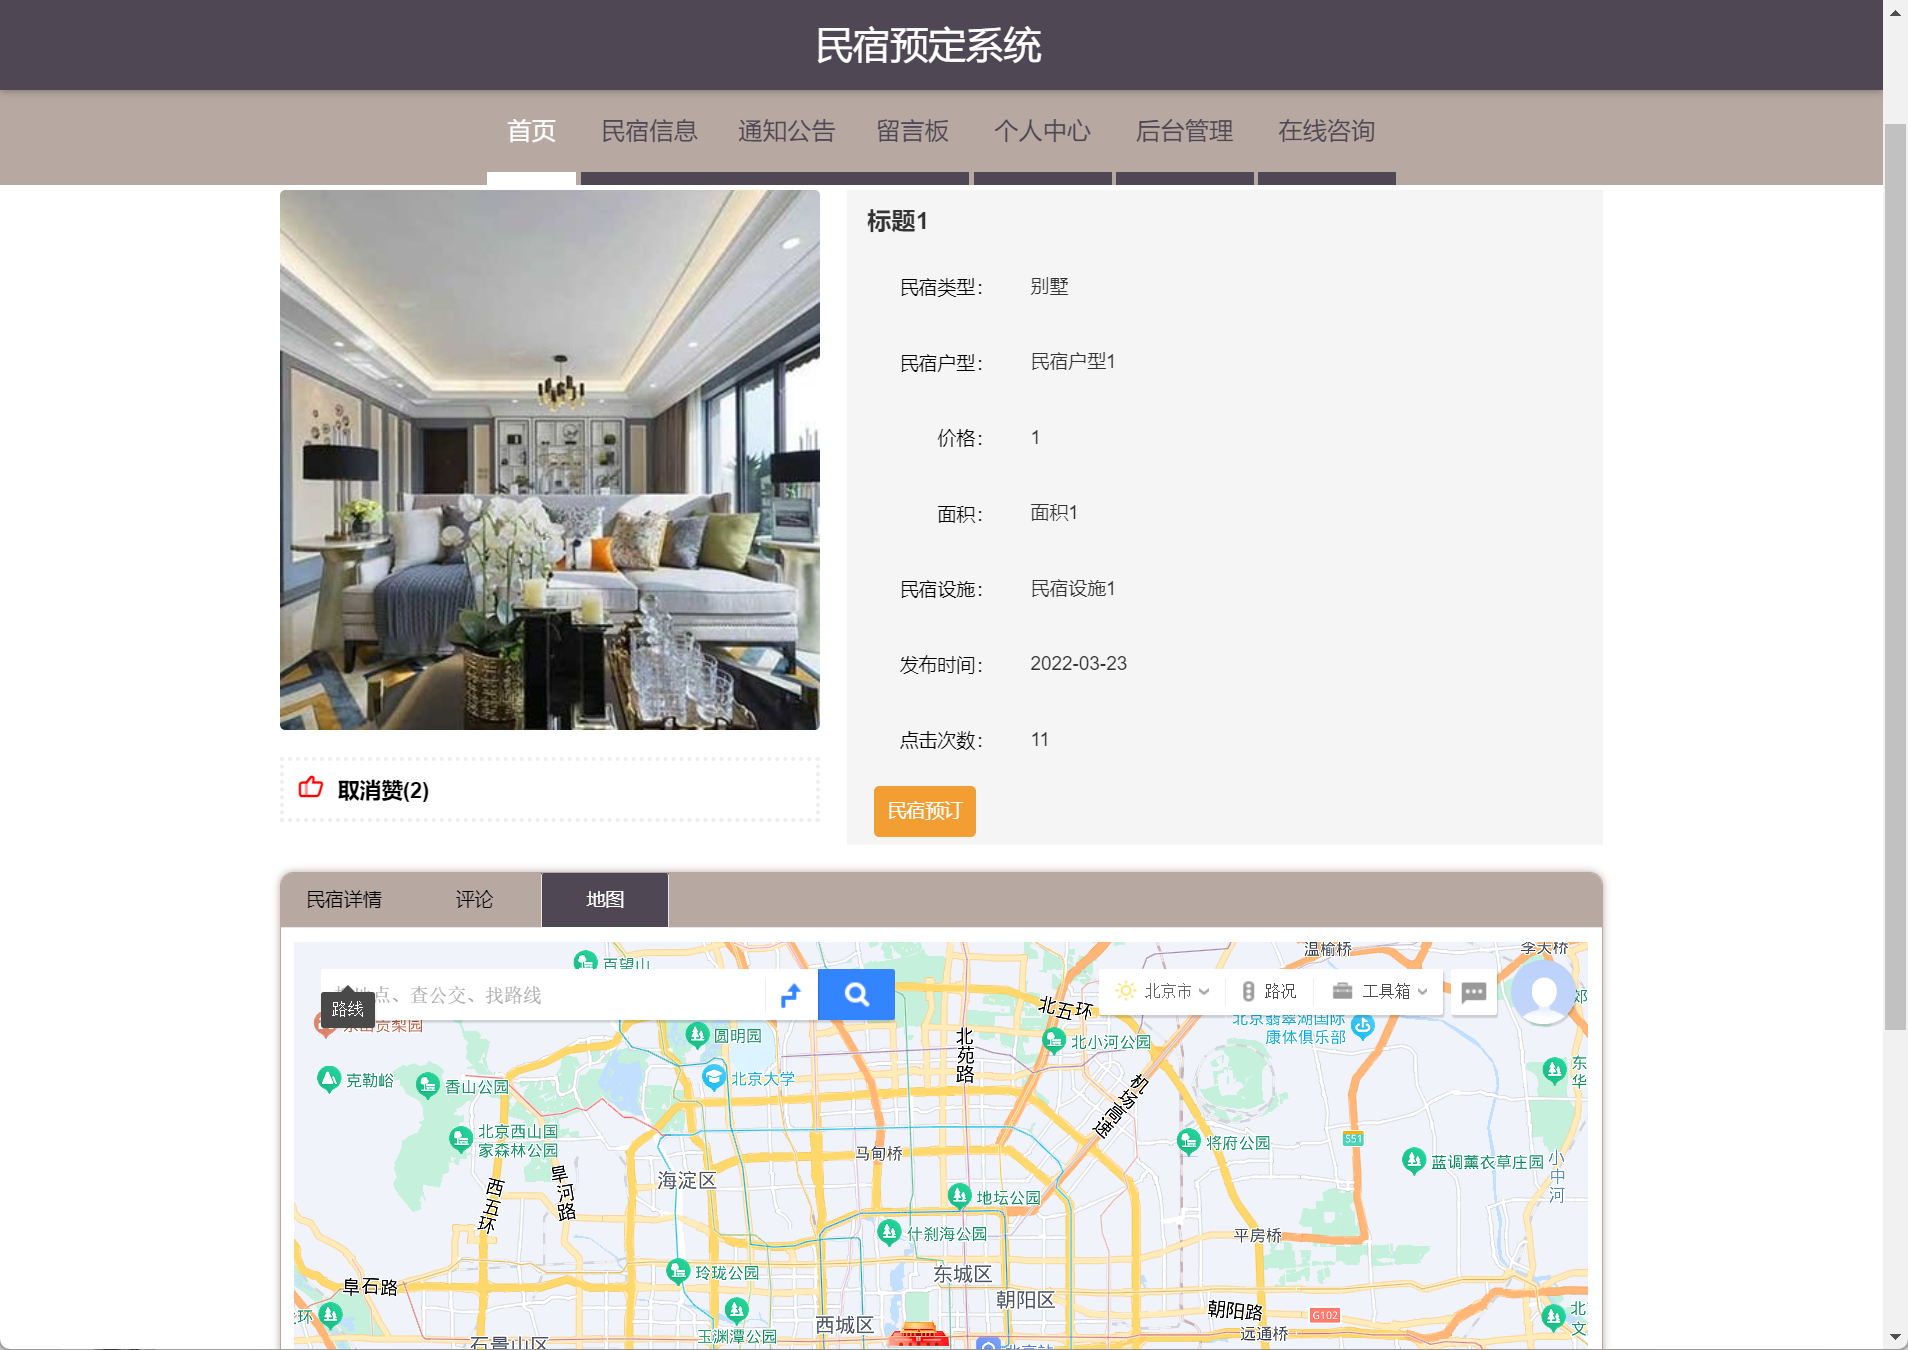 民宿预定系统
首页 民宿信息 通知公告 留言板 个人中心 后台管理 在线咨询
标题1
民宿类型： 别墅
民宿户型： 民宿户型1
价格： 1
面积： 面积1
民宿设施： 民宿设施1
发布时间： 2022-03-23
点击次数： 11
取消赞(2)
民宿预订
民宿详情 评论 地图
温榆桥
百望山
地点、查公交、找路线
路线
北京市 路况 工具箱
北五环
北苑路
圆明园
北小河公园
北京翡翠湖国际
康体俱乐部
克勒峪
香山公园
北京大学
机场高速
北京西山国
家森林公园
马甸桥
将府公园
S51
蓝调薰衣草庄园
小中河
海淀区
旱河路
西五环
地坛公园
什刹海公园
平房桥
玲珑公园
东城区
阜石路
朝阳区
朝阳路
G102
玉渊潭公园
西城区
远通桥
石景山区
北京站